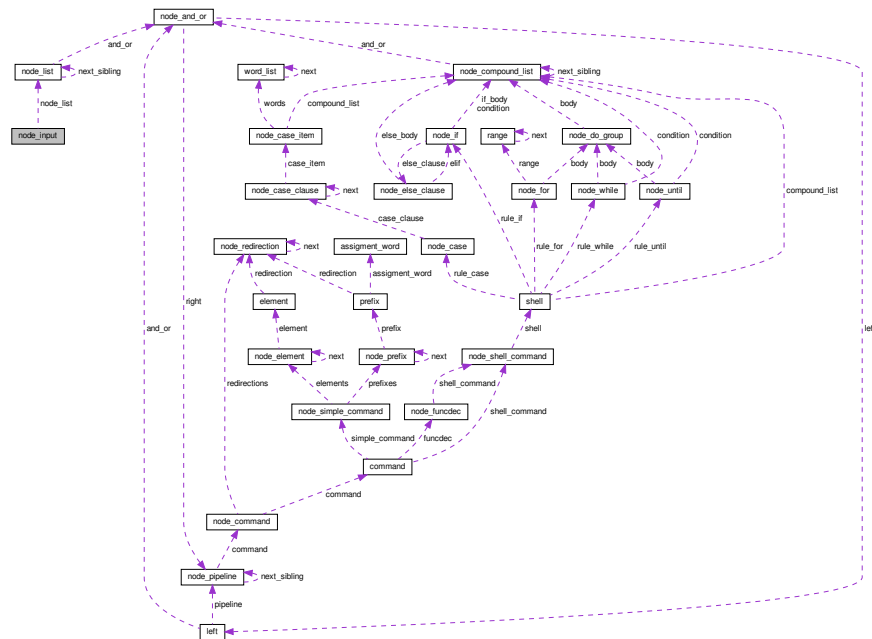 node_and_or
and_or
and_or
node_list
next_sibling
word_list
next
node_compound_list
next_sibling
node_list
words
compound_list
if_body
condition
body
node_input
node_case_item
else_body
node_if
range
next
node_do_group
condition
condition
case_item
else_clause
elif
range
body
body
body
node_case_clause
next
node_else_clause
node_for
node_while
node_until
compound_list
case_clause
rule_if
node_redirection
next
assigment_word
node_case
rule_for
rule_while
rule_until
redirection
redirection
assigment_word
rule_case
right
element
prefix
shell
and_or
left
element
prefix
shell
node_element
next
node_prefix
next
node_shell_command
redirections
elements
prefixes
shell_command
node_simple_command
node_funcdec
shell_command
simple_command
funcdec
command
command
node_command
command
node_pipeline
next_sibling
pipeline
left